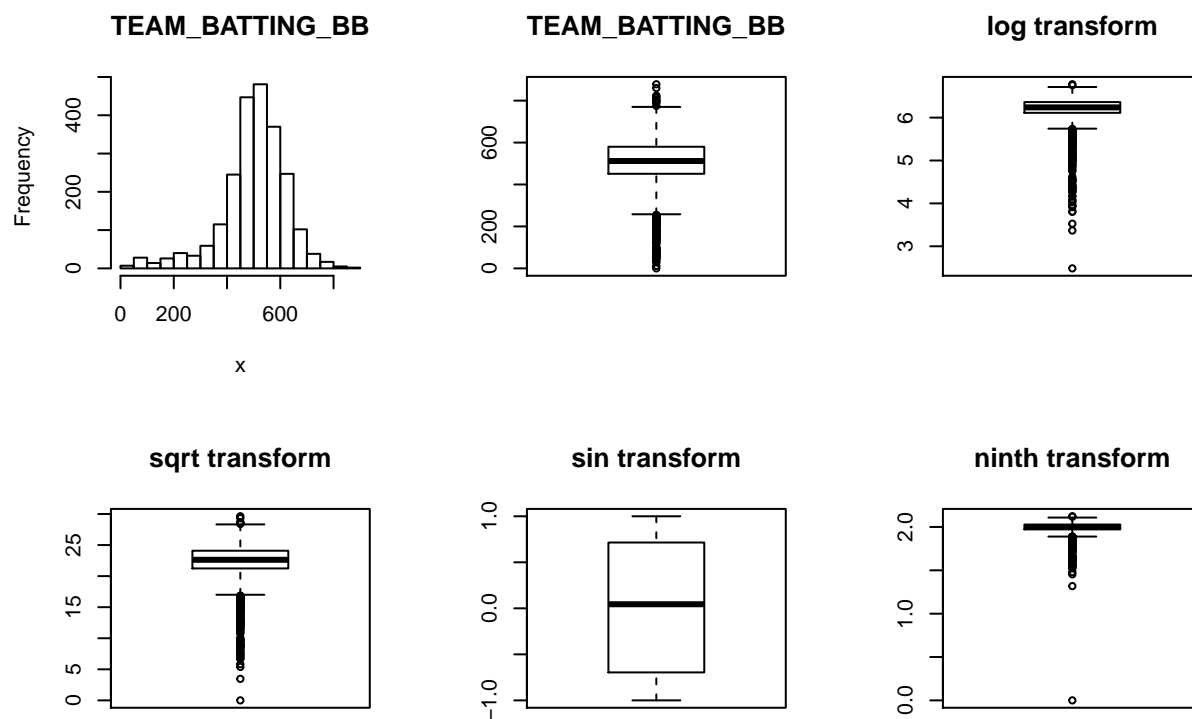 TEAM_BATTING_BB
Frequency
400
200
0
0 200 600
x
TEAM_BATTING_BB
600
200
0
log transform
6
5
4
3
sqrt transform
25
15
5
0
sin transform
1.0
0.0
−1.0
ninth transform
2.0
1.0
0.0